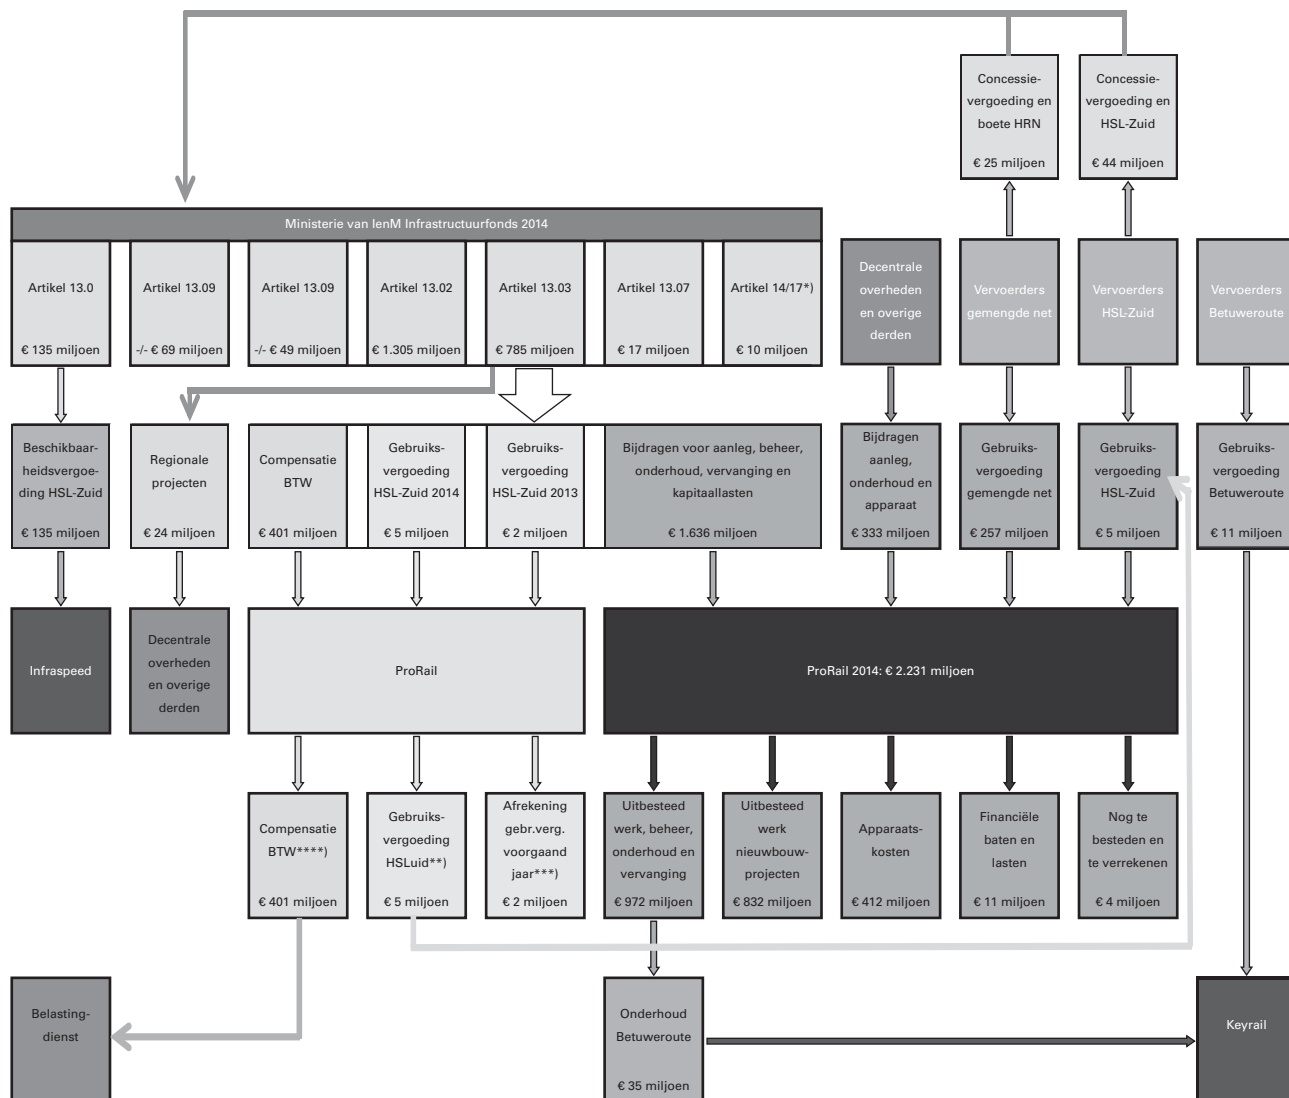 Concessie-
vergoeding en
boete HRN
€ 25 miljoen
Concessie-
vergoeding en
HSL-Zuid
€ 44 miljoen
Ministerie van IenM Infrastructuurfonds 2014
Artikel 13.0
€ 135 miljoen
Artikel 13.09
-/- € 69 miljoen
Artikel 13.09
-/- € 49 miljoen
Artikel 13.02
€ 1.305 miljoen
Artikel 13.03
€ 785 miljoen
Artikel 13.07
€ 17 miljoen
Artikel 14/17*)
€ 10 miljoen
Decentrale
overheden
en overige
derden
Vervoerders
gemengde net
Vervoerders
HSL-Zuid
Vervoerders
Betuweroute
Beschikbaar-
heidsvergoe-
ding HSL-Zuid
€ 135 miljoen
Regionale
projecten
€ 24 miljoen
Compensatie
BTW
€ 401 miljoen
Gebruiks-
vergoeding
HSL-Zuid 2014
€ 5 miljoen
Gebruiks-
vergoeding
HSL-Zuid 2013
€ 2 miljoen
Bijdragen voor aanleg, beheer,
onderhoud, vervanging en
kapitaallasten
€ 1.636 miljoen
Bijdragen
aanleg,
onderhoud en
apparaat
€ 333 miljoen
Gebruiks-
vergoeding
gemengde net
€ 257 miljoen
Gebruiks-
vergoeding
HSL-Zuid
€ 5 miljoen
Gebruiks-
vergoeding
Betuweroute
€ 11 miljoen
Infraspeed
Decentrale
overheden
en overige
derden
ProRail
ProRail 2014: € 2.231 miljoen
Compensatie
BTW****)
€ 401 miljoen
Gebruiks-
vergoeding
HSLuid**)
€ 5 miljoen
Afrekening
gebr.verg.
voorgaand
jaar***)
€ 2 miljoen
Uitbesteed
werk, beheer,
onderhoud en
vervanging
€ 972 miljoen
Uitbesteed
werk
nieuwbouw-
projecten
€ 832 miljoen
Apparaats-
kosten
€ 412 miljoen
Financiële
baten en
lasten
€ 11 miljoen
Nog te
besteden en
te verrekenen
€ 4 miljoen
Belasting-
dienst
Onderhoud
Betuweroute
€ 35 miljoen
Keyrail